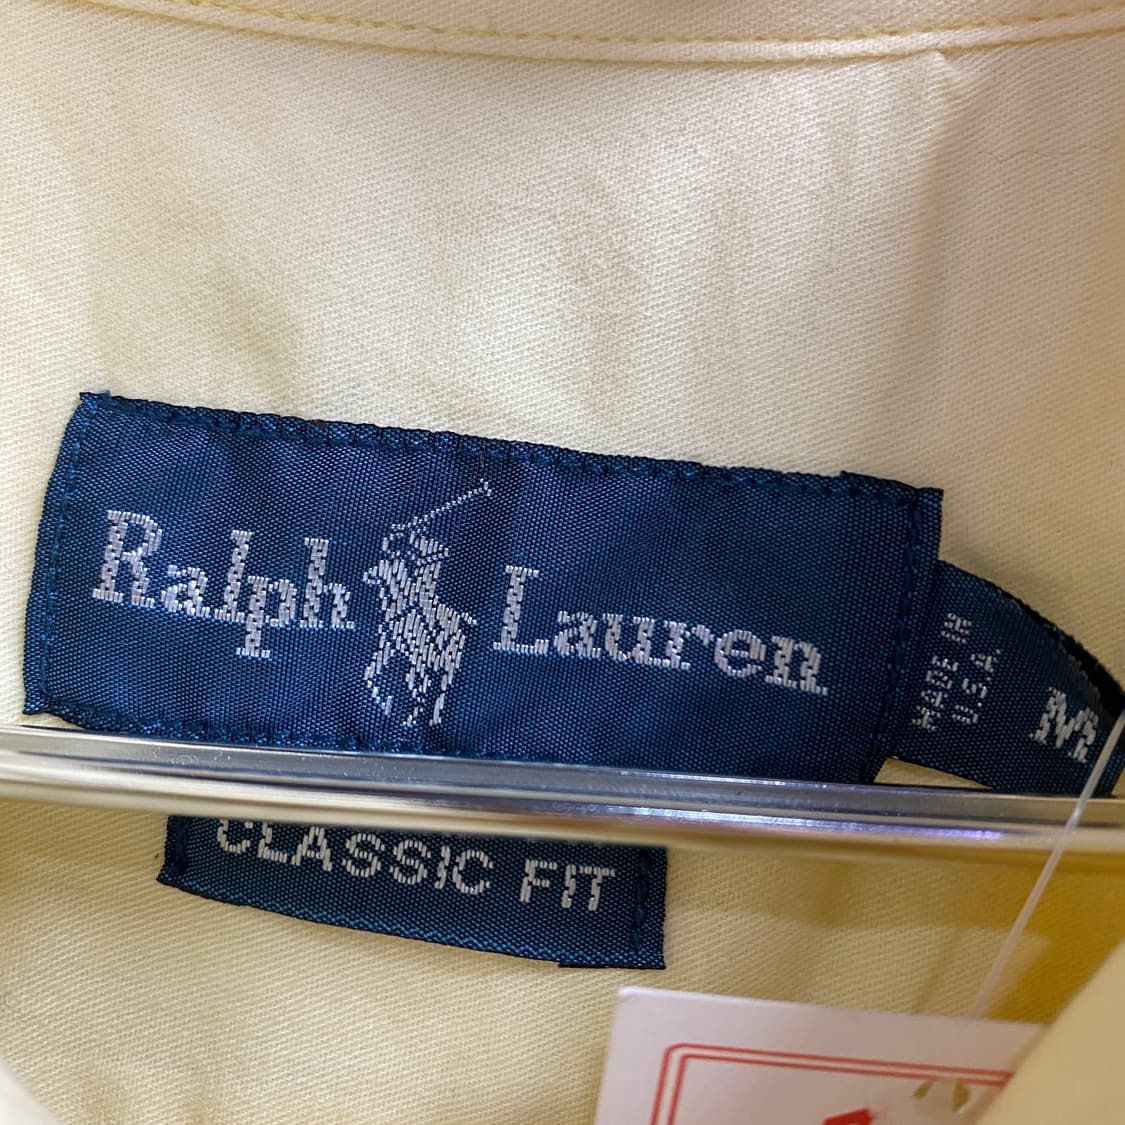 Ralph Lauren
MADE IN
U.S.A.
M
CLASSIC FIT